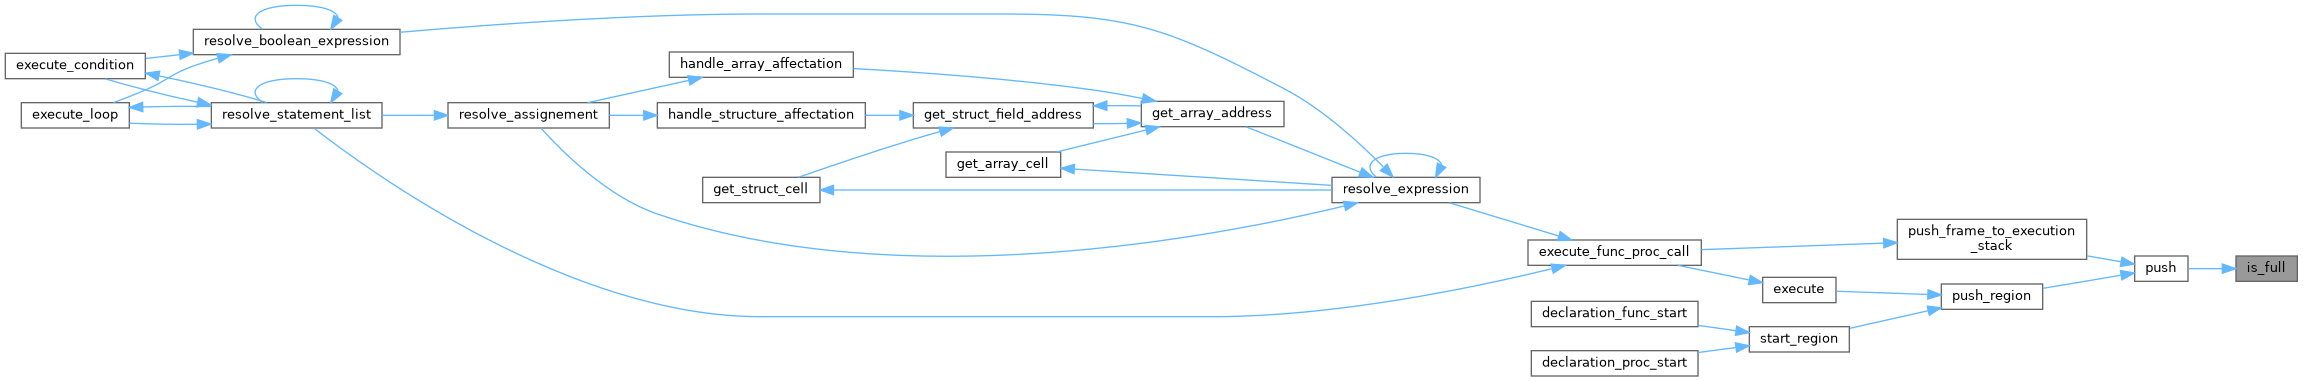 resolve_boolean_expression
execute_condition
handle_array_affectation
execute_loop
resolve_statement_list
resolve_assignement
handle_structure_affectation
get_struct_field_address
get_array_address
get_array_cell
get_struct_cell
resolve_expression
push_frame_to_execution
_stack
execute_func_proc_call
push
is_full
execute
push_region
declaration_func_start
start_region
declaration_proc_start